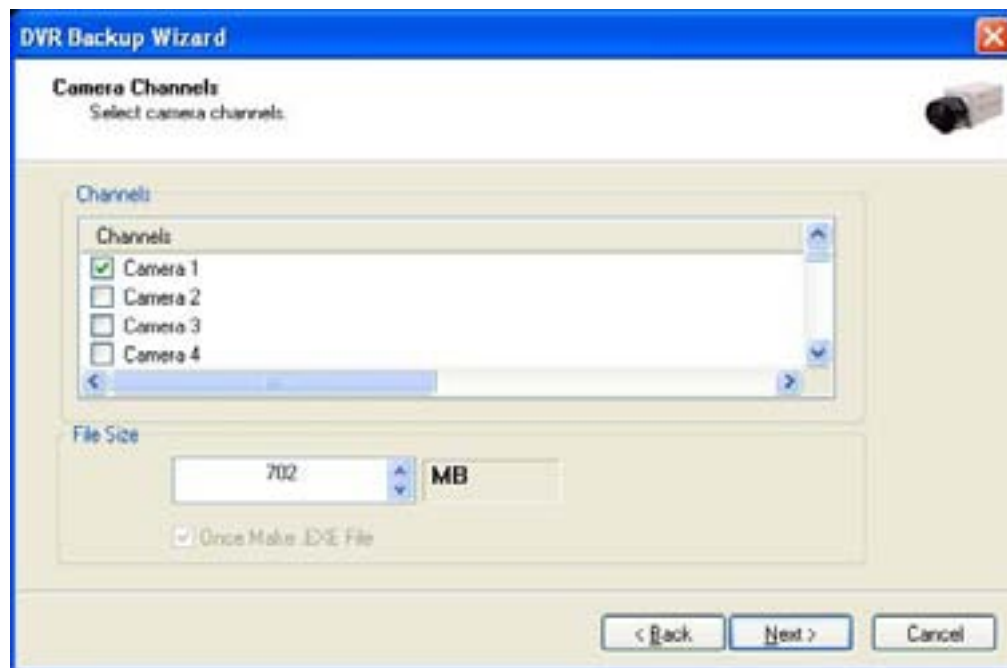 DVR Backup Wizard
Camera Channels
Select camera channels.
Channels
Channels
Camera 1
Camera 2
Camera 3
Camera 4
File Size
702 MB
Once Make .EXE File
< Back Next > Cancel